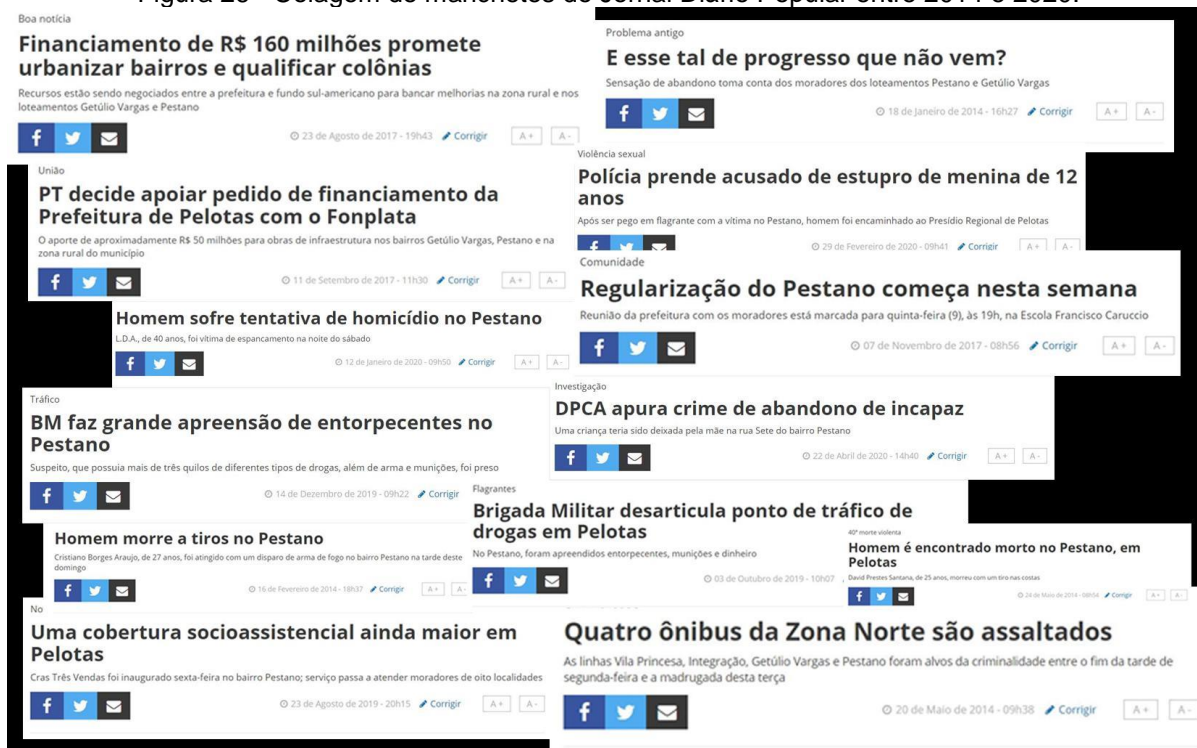 Boa notícia
Financiamento de R$ 160 milhões promete
urbanizar bairros e qualificar colônias
Recursos estão sendo negociados entre a prefeitura e fundo sul-americano para bancar melhorias na zona rural e nos
loteamentos Getúlio Vargas e Pestano
23 de Agosto de 2017 - 19h43 Corrigir A+ A-
Problema antigo
E esse tal de progresso que não vem?
Sensação de abandono toma conta dos moradores dos loteamentos Pestano e Getúlio Vargas
18 de Janeiro de 2014 - 16h27 Corrigir A+ A-
União
PT decide apoiar pedido de financiamento da
Prefeitura de Pelotas com o Fonplata
O aporte de aproximadamente R$ 50 milhões para obras de infraestrutura nos bairros Getúlio Vargas, Pestano e na
zona rural do município
11 de Setembro de 2017 - 11h30 Corrigir A+ A-
Violência sexual
Polícia prende acusado de estupro de menina de 12
anos
Após ser pego em flagrante com a vítima no Pestano, homem foi encaminhado ao Presídio Regional de Pelotas
29 de Fevereiro de 2020 - 09h41 Corrigir A+ A-
Comunidade
Regularização do Pestano começa nesta semana
Reunião da prefeitura com os moradores está marcada para quinta-feira (9), às 19h, na Escola Francisco Caruccio
07 de Novembro de 2017 - 08h56 Corrigir A+ A-
Homem sofre tentativa de homicídio no Pestano
L.D.A., de 40 anos, foi vítima de espancamento na noite do sábado
12 de Janeiro de 2020 - 09h50 Corrigir A+ A-
Investigação
DPCA apura crime de abandono de incapaz
Uma criança teria sido deixada pela mãe na rua Sete do bairro Pestano
22 de Abril de 2020 - 14h40 Corrigir A+ A-
Tráfico
BM faz grande apreensão de entorpecentes no
Pestano
Suspeito, que possuia mais de três quilos de diferentes tipos de drogas, além de arma e munições, foi preso
14 de Dezembro de 2019 - 09h22 Corrigir
Flagrantes
Brigada Militar desarticula ponto de tráfico de
drogas em Pelotas
No Pestano, foram apreendidos entorpecentes, munições e dinheiro
03 de Outubro de 2019 - 10h07
Homem morre a tiros no Pestano
Cristiano Borges Araujo, de 27 anos, foi atingido com um disparo de arma de fogo no bairro Pestano na tarde deste
domingo
16 de Fevereiro de 2014 - 18h37 Corrigir A+ A-
40ª morte violenta
Homem é encontrado morto no Pestano, em
Pelotas
David Prestes Santana, de 25 anos, morreu com um tiro nas costas
24 de Maio de 2014 Corrigir A+ A-
No
Uma cobertura socioassistencial ainda maior em
Pelotas
Cras Três Vendas foi inaugurado sexta-feira no bairro Pestano; serviço passa a atender moradores de oito localidades
23 de Agosto de 2019 - 20h15 Corrigir A+ A-
Quatro ônibus da Zona Norte são assaltados
As linhas Vila Princesa, Integração, Getúlio Vargas e Pestano foram alvos da criminalidade entre o fim da tarde de
segunda-feira e a madrugada desta terça
20 de Maio de 2014 - 09h38 Corrigir A+ A-